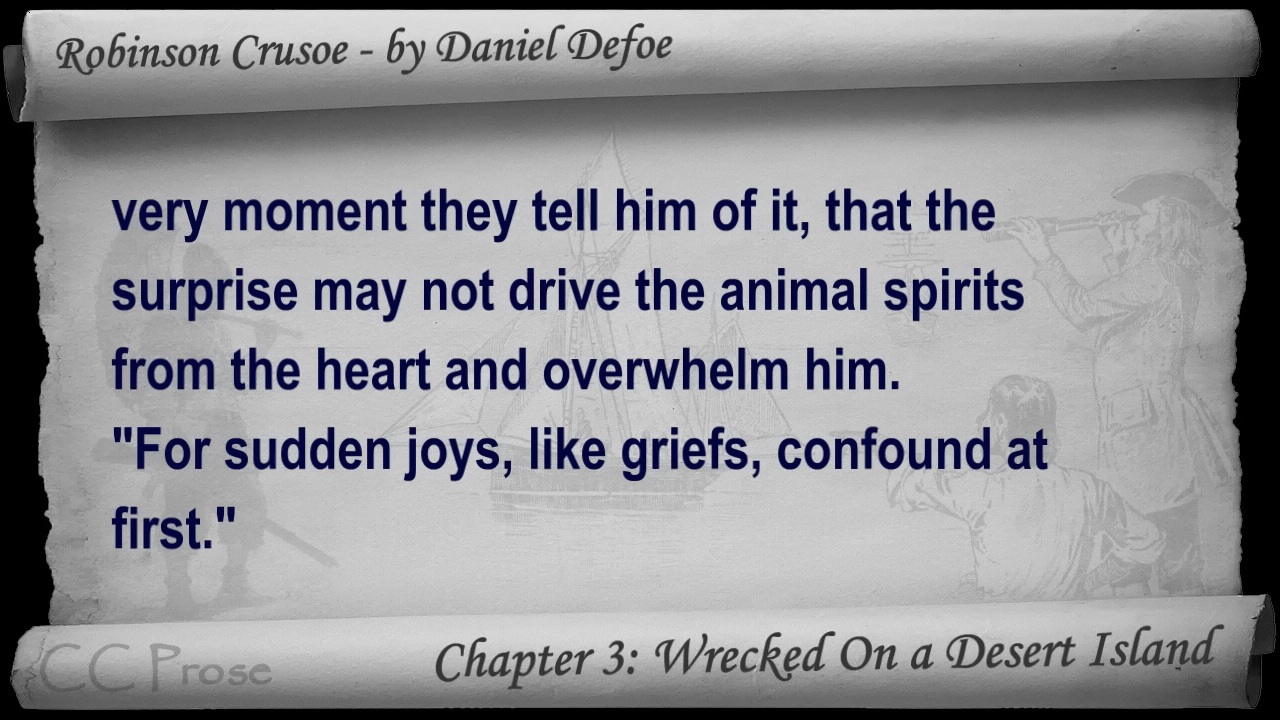 Robinson Crusoe - by Daniel Defoe
very moment they tell him of it, that the
surprise may not drive the animal spirits
from the heart and overwhelm him.
"For sudden joys, like griefs, confound at
first."
CC Prose
Chapter 3: Wrecked On a Desert Island